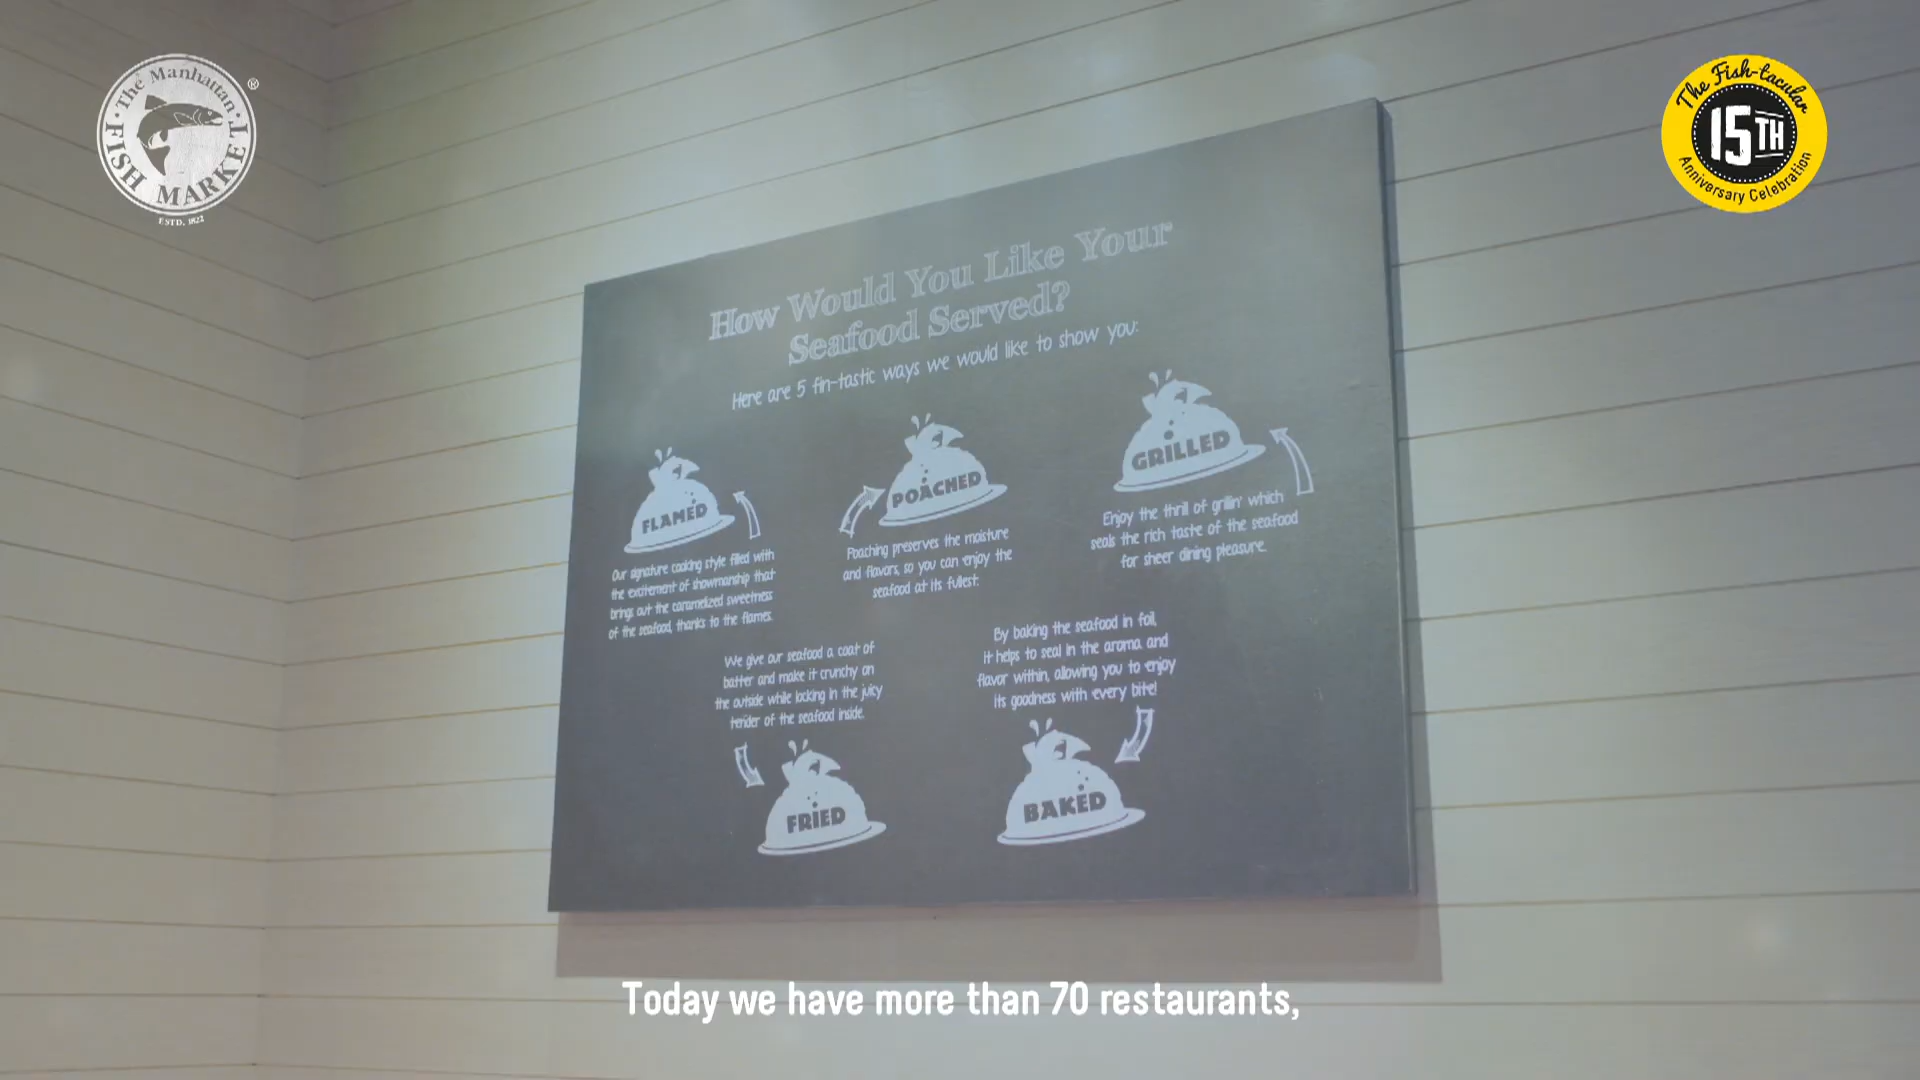 The Manhattan
FISH MARKET
®
ESTD. 1822
The Fish-tacular
15TH
Anniversary Celebration
How Would You Like Your
Seafood Served?
Here are 5 fin-tastic ways we would like to show you:
FLAMED
Our signature cooking style filled with
the excitement of showmanship that
brings out the caramelized sweetness
of the seafood, thanks to the flames.
POACHED
Poaching preserves the moisture
and flavors, so you can enjoy the
seafood at its fullest.
GRILLED
Enjoy the thrill of grillin' which
seals the rich taste of the seafood
for sheer dining pleasure.
We give our seafood a coat of
batter and make it crunchy on
the outside while locking in the juicy
tender of the seafood inside.
FRIED
By baking the seafood in foil,
it helps to seal in the aroma and
flavor within, allowing you to enjoy
its goodness with every bite!
BAKED
Today we have more than 70 restaurants,